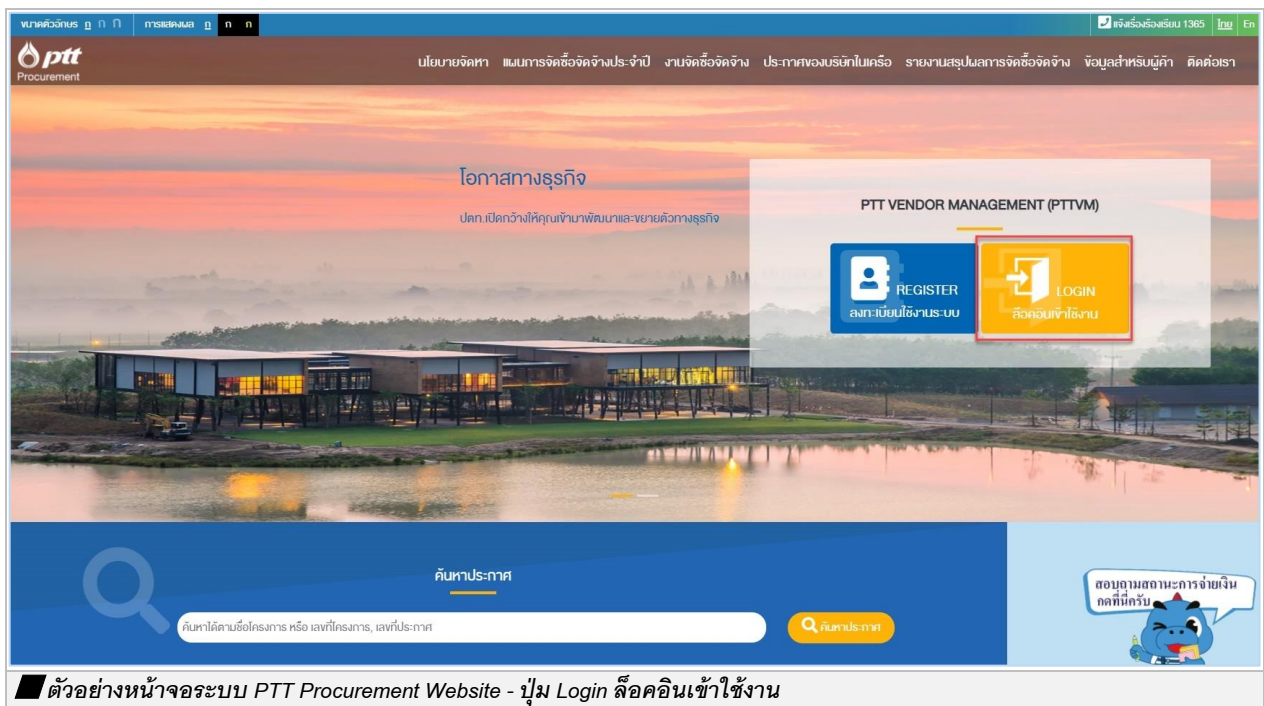 ขนาดตัวอักษร ก ก ก การแสดงผล ก ก ก แจ้งเรื่องร้องเรียน 1365 ไทย En
ptt
Procurement
นโยบายจัดหา แผนการจัดซื้อจัดจ้างประจำปี งานจัดซื้อจัดจ้าง ประกาศของบริษัทในเครือ รายงานสรุปผลการจัดซื้อจัดจ้าง ข้อมูลสำหรับผู้ค้า ติดต่อเรา
โอกาสทางธุรกิจ
ปตท.เปิดกว้างให้คุณเข้ามาพัฒนาและขยายตัวทางธุรกิจ
PTT VENDOR MANAGEMENT (PTTVM)
REGISTER
ลงทะเบียนใช้งานระบบ
LOGIN
ล็อคอินเข้าใช้งาน
ค้นหาประกาศ
ค้นหาได้ตามชื่อโครงการ หรือ เลขที่โครงการ, เลขที่ประกาศ
ค้นหาประกาศ
สอบถามสถานะการจ่ายเงิน
กดที่นี่ครับ
ตัวอย่างหน้าจอระบบ PTT Procurement Website - ปุ่ม Login ล็อคอินเข้าใช้งาน